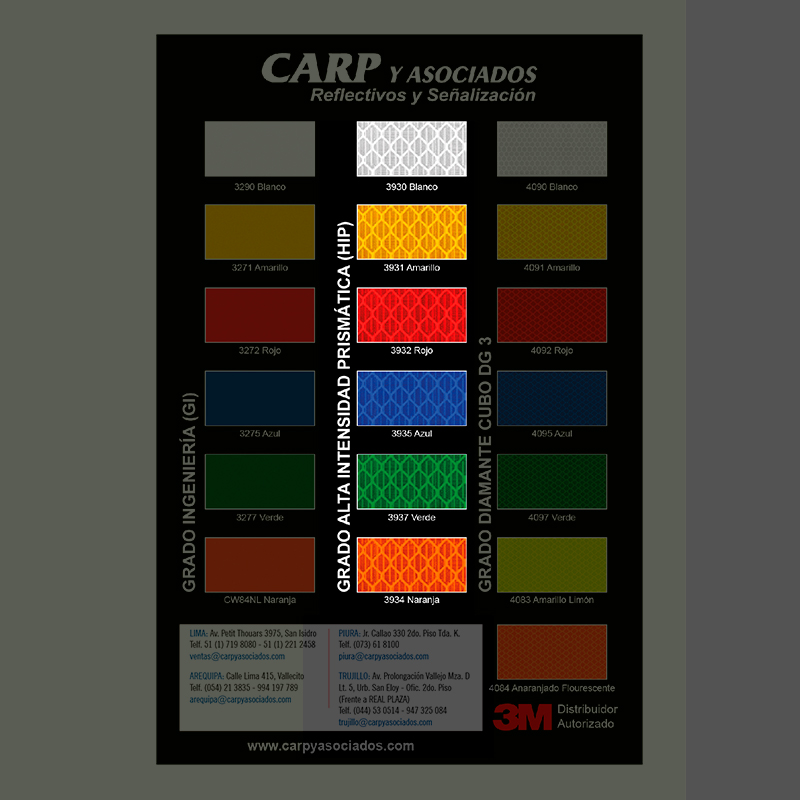 CARP Y ASOCIADOS
Reflectivos y Señalización
GRADO INGENIERÍA (GI)
3290 Blanco
3271 Amarillo
3272 Rojo
3275 Azul
3277 Verde
CW84NL Naranja
GRADO ALTA INTENSIDAD PRISMÁTICA (HIP)
3930 Blanco
3931 Amarillo
3932 Rojo
3935 Azul
3937 Verde
3934 Naranja
GRADO DIAMANTE CUBO DG 3
4090 Blanco
4091 Amarillo
4092 Rojo
4095 Azul
4097 Verde
4083 Amarillo Limón
4084 Anaranjado Flourescente
LIMA: Av. Petit Thouars 3975, San Isidro
Telf. 51 (1) 719 8080 - 51 (1) 221 2458
ventas@carpyasociados.com
AREQUIPA: Calle Lima 415, Vallecito
Telf. (054) 21 3835 - 994 197 789
arequipa@carpyasociados.com
PIURA: Jr. Callao 330 2do. Piso Tda. K.
Telf. (073) 61 8100
piura@carpyasociados.com
TRUJILLO: Av. Prolongación Vallejo Mza. D
Lt. 5, Urb. San Eloy - Ofic. 2do. Piso
(Frente a REAL PLAZA)
Telf. (044) 53 0514 - 947 325 084
trujillo@carpyasociados.com
3M Distribuidor
Autorizado
www.carpyasociados.com